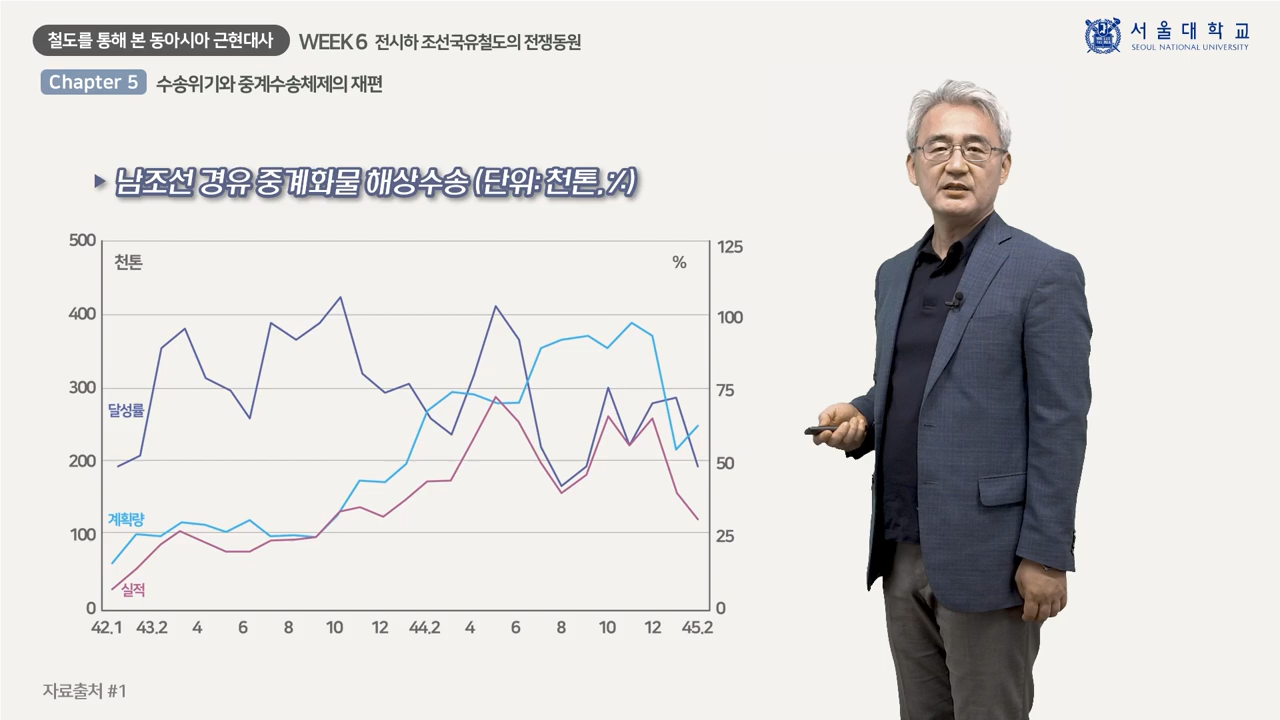 철도를 통해 본 동아시아 근현대사 WEEK 6 전시하 조선국유철도의 전쟁동원
서울대학교
SEOUL NATIONAL UNIVERSITY
Chapter 5 수송위기와 중계수송체제의 재편
▶ 남조선 경유 중계화물 해상수송 (단위: 천톤, %)
500 125
천톤 %
400 100
300 75
달성률
200 50
계획량
100 25
실적
0 0
42.1 43.2 4 6 8 10 12 44.2 4 6 8 10 12 45.2
자료출처 #1